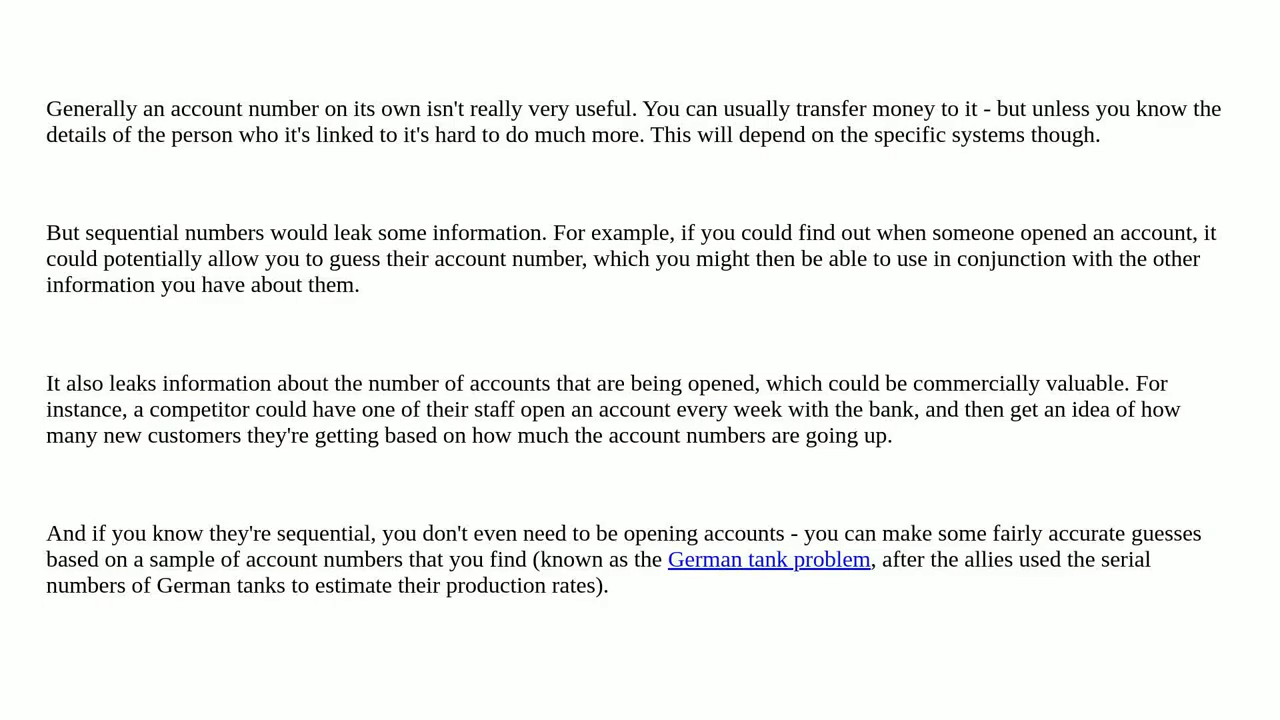 Generally an account number on its own isn't really very useful. You can usually transfer money to it - but unless you know the
details of the person who it's linked to it's hard to do much more. This will depend on the specific systems though.
But sequential numbers would leak some information. For example, if you could find out when someone opened an account, it
could potentially allow you to guess their account number, which you might then be able to use in conjunction with the other
information you have about them.
It also leaks information about the number of accounts that are being opened, which could be commercially valuable. For
instance, a competitor could have one of their staff open an account every week with the bank, and then get an idea of how
many new customers they're getting based on how much the account numbers are going up.
And if you know they're sequential, you don't even need to be opening accounts - you can make some fairly accurate guesses
based on a sample of account numbers that you find (known as the German tank problem, after the allies used the serial
numbers of German tanks to estimate their production rates).